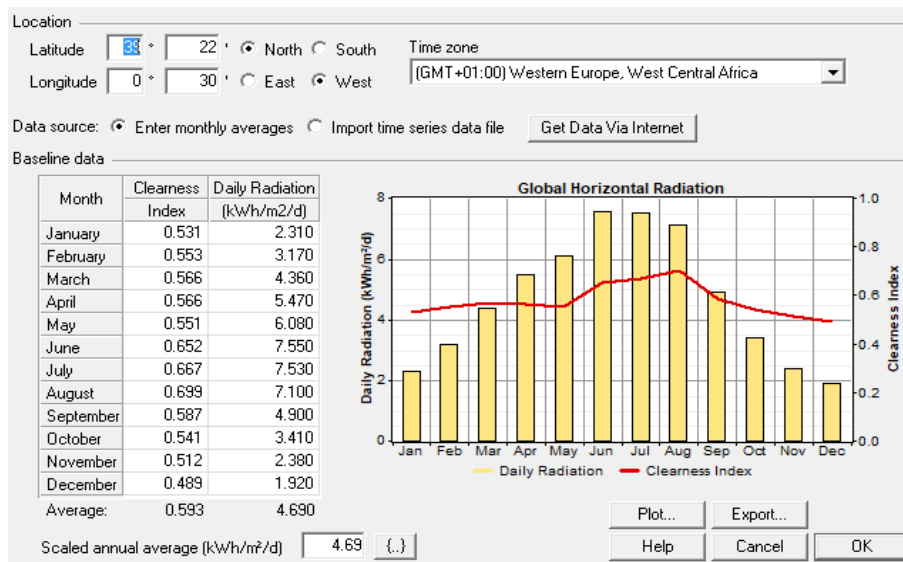 Location
Latitude 39 ° 22 ' North South
Time zone
Longitude 0 ° 30 ' East West
(GMT+01:00) Western Europe, West Central Africa
Data source: Enter monthly averages Import time series data file Get Data Via Internet
Baseline data
Month Clearness Index Daily Radiation (kWh/m2/d)
January 0.531 2.310
February 0.553 3.170
March 0.566 4.360
April 0.566 5.470
May 0.551 6.080
June 0.652 7.550
July 0.667 7.530
August 0.699 7.100
September 0.587 4.900
October 0.541 3.410
November 0.512 2.380
December 0.489 1.920
Average: 0.593 4.690
Scaled annual average (kWh/m²/d) 4.69 {..}
Global Horizontal Radiation
Daily Radiation (kWh/m²/d)
8
6
4
2
0
Jan Feb Mar Apr May Jun Jul Aug Sep Oct Nov Dec
1.0
0.8
0.6
0.4
0.2
0.0
Clearness Index
Daily Radiation Clearness Index
Plot... Export...
Help Cancel OK